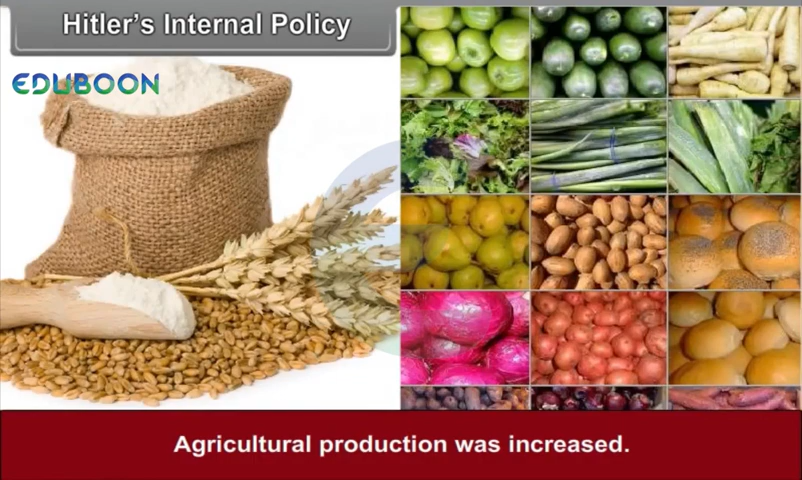 Hitler's Internal Policy
EDUBOON
Agricultural production was increased.